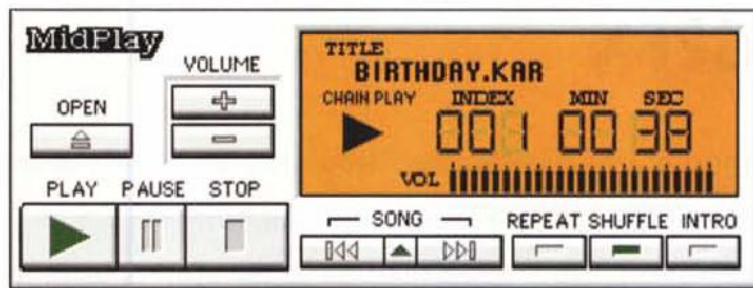 MidPlay
VOLUME
OPEN
PLAY PAUSE STOP
TITLE
BIRTHDAY.KAR
CHAIN PLAY INDEX MIN SEC
001 00 38
VOL
SONG
REPEAT SHUFFLE INTRO